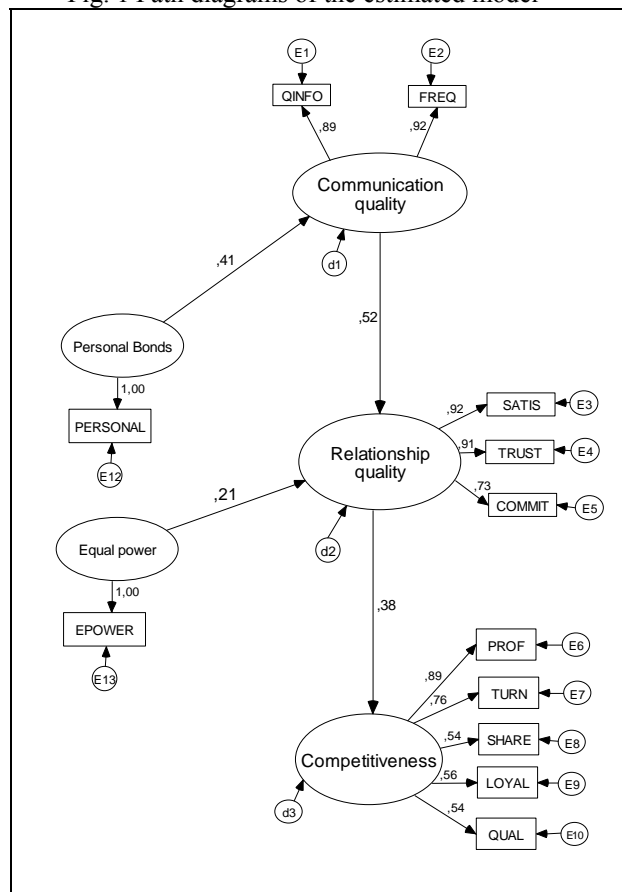 Fig. 1 Path diagrams of the estimated model
E1
E2
QINFO
FREQ
,89
,92
Communication
quality
d1
,41
,52
Personal Bonds
1,00
PERSONAL
E12
,92
SATIS
E3
,91
TRUST
E4
Relationship
quality
,73
COMMIT
E5
,21
d2
Equal power
1,00
EPOWER
E13
,38
PROF
E6
,89
TURN
E7
,76
,54
SHARE
E8
Competitiveness
,56
LOYAL
E9
d3
,54
QUAL
E10